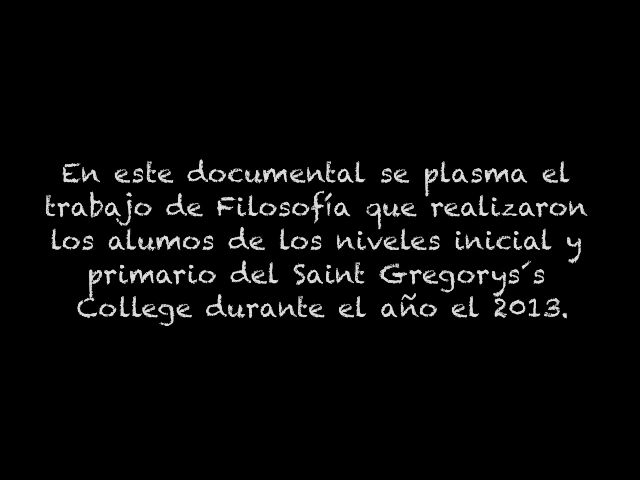 En este documental se plasma el
trabajo de Filosofía que realizaron
los alumos de los niveles inicial y
primario del Saint Gregorys´s
College durante el año el 2013.